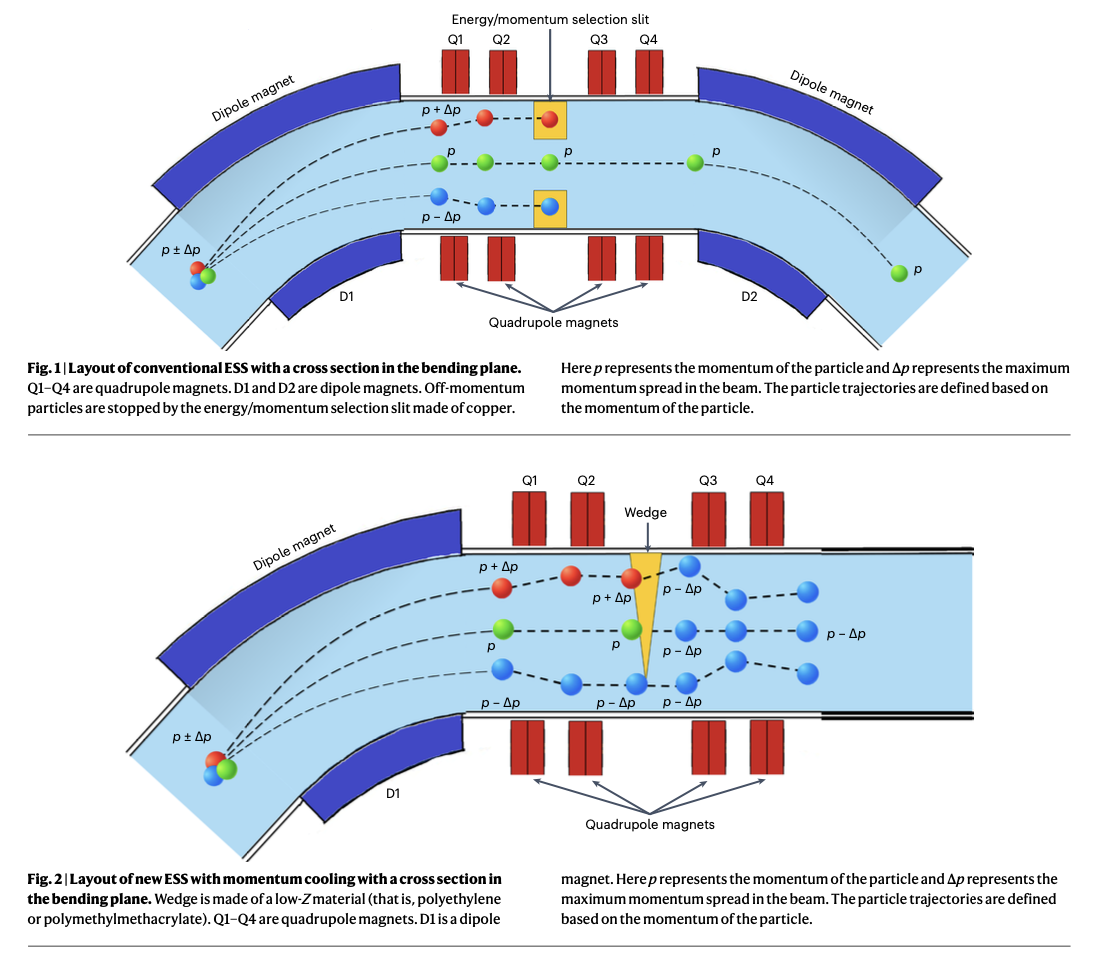 Energy/momentum selection slit
Q1
Q2
Q3
Q4
Dipole magnet
Dipole magnet
p + Δp
p
p
p
p − Δp
p ± Δp
p
D1
D2
Quadrupole magnets
Fig. 1 | Layout of conventional ESS with a cross section in the bending plane.
Q1–Q4 are quadrupole magnets. D1 and D2 are dipole magnets. Off-momentum
particles are stopped by the energy/momentum selection slit made of copper.
Here p represents the momentum of the particle and Δp represents the maximum
momentum spread in the beam. The particle trajectories are defined based on
the momentum of the particle.
Q1
Q2
Q3
Q4
Wedge
Dipole magnet
p + Δp
p + Δp
p − Δp
p
p
p − Δp
p − Δp
p − Δp
p − Δp
p − Δp
p ± Δp
D1
Quadrupole magnets
Fig. 2 | Layout of new ESS with momentum cooling with a cross section in
the bending plane. Wedge is made of a low-Z material (that is, polyethylene
or polymethylmethacrylate). Q1–Q4 are quadrupole magnets. D1 is a dipole
magnet. Here p represents the momentum of the particle and Δp represents the
maximum momentum spread in the beam. The particle trajectories are defined
based on the momentum of the particle.